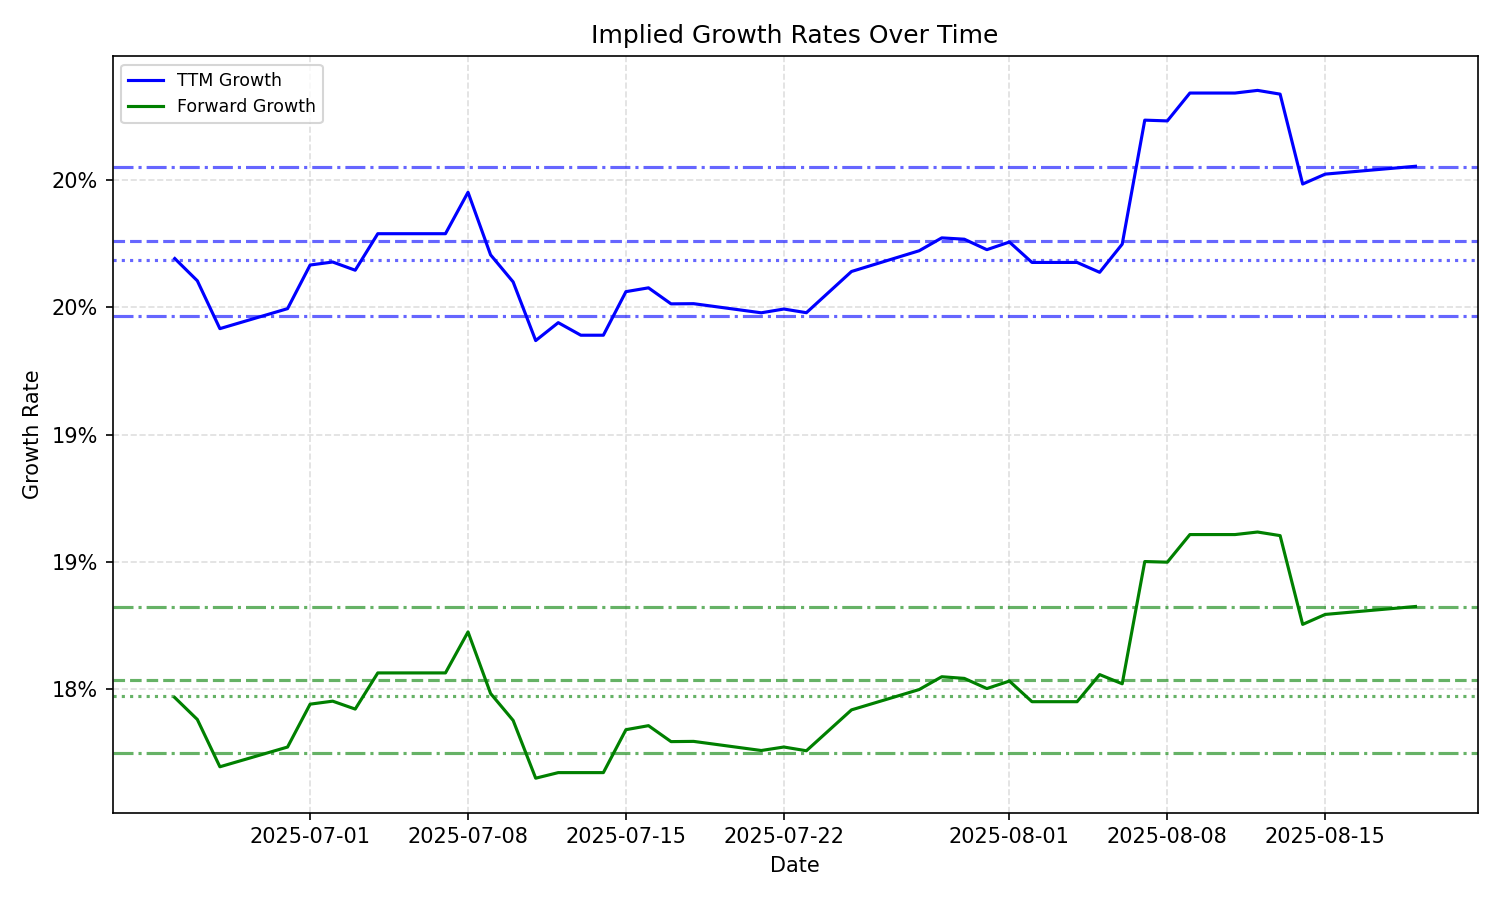 Implied Growth Rates Over Time
TTM Growth
Forward Growth
20%
20%
19%
19%
18%
Growth Rate
2025-07-01
2025-07-08
2025-07-15
2025-07-22
2025-08-01
2025-08-08
2025-08-15
Date